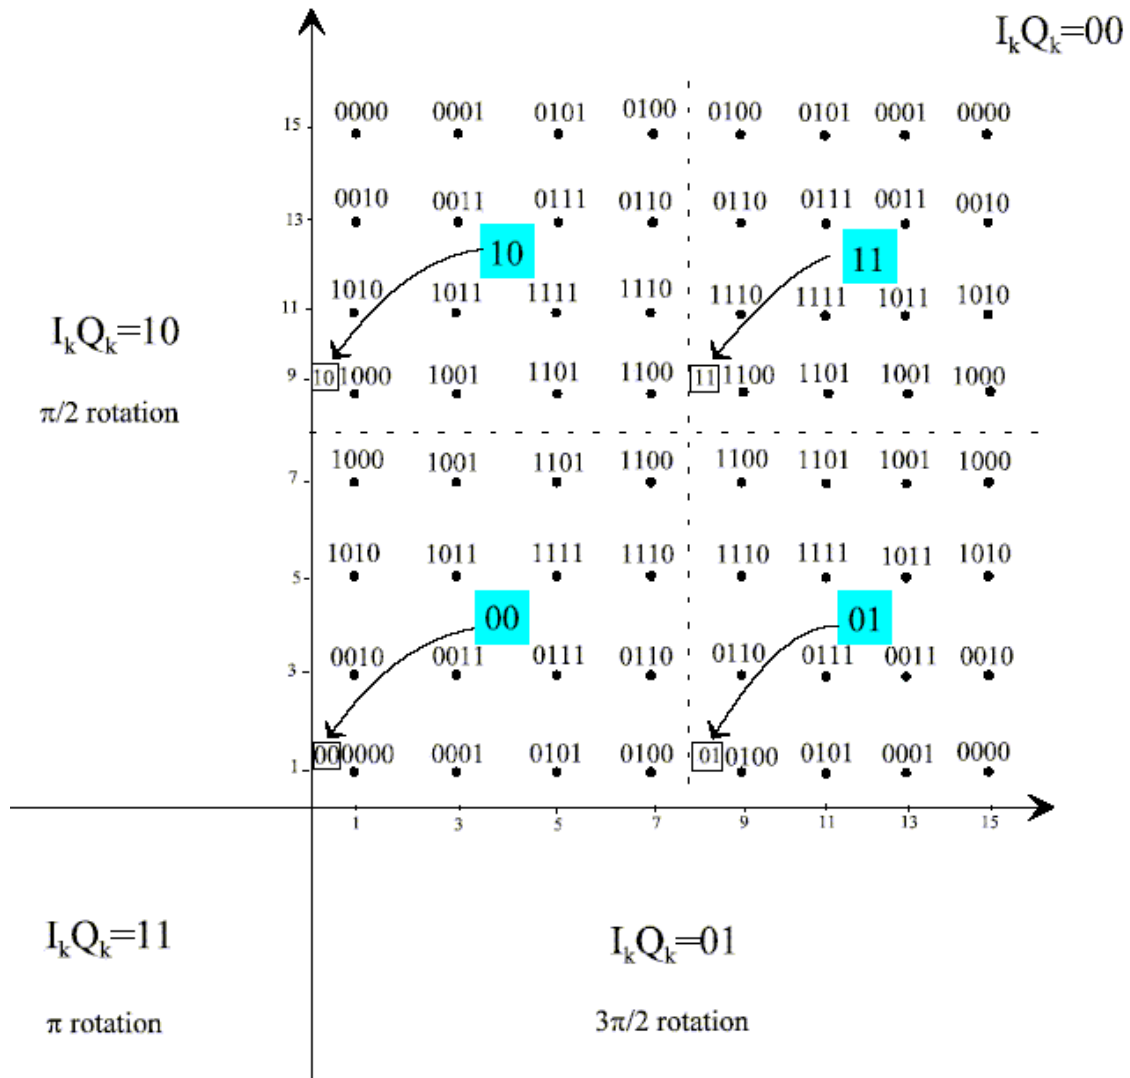 IkQk=00
0000 0001 0101 0100 0100 0101 0001 0000
15
0010 0011 0111 0110 0110 0111 0011 0010
13
10 11
1010 1011 1111 1110 1110 1111 1011 1010
11
IkQk=10
9 10 1000 1001 1101 1100 11 1100 1101 1001 1000
π/2 rotation
1000 1001 1101 1100 1100 1101 1001 1000
7
1010 1011 1111 1110 1110 1111 1011 1010
5
00 01
0010 0011 0111 0110 0110 0111 0011 0010
3
00 0000 0001 0101 0100 01 0100 0101 0001 0000
1
1 3 5 7 9 11 13 15
IkQk=11 IkQk=01
π rotation 3π/2 rotation